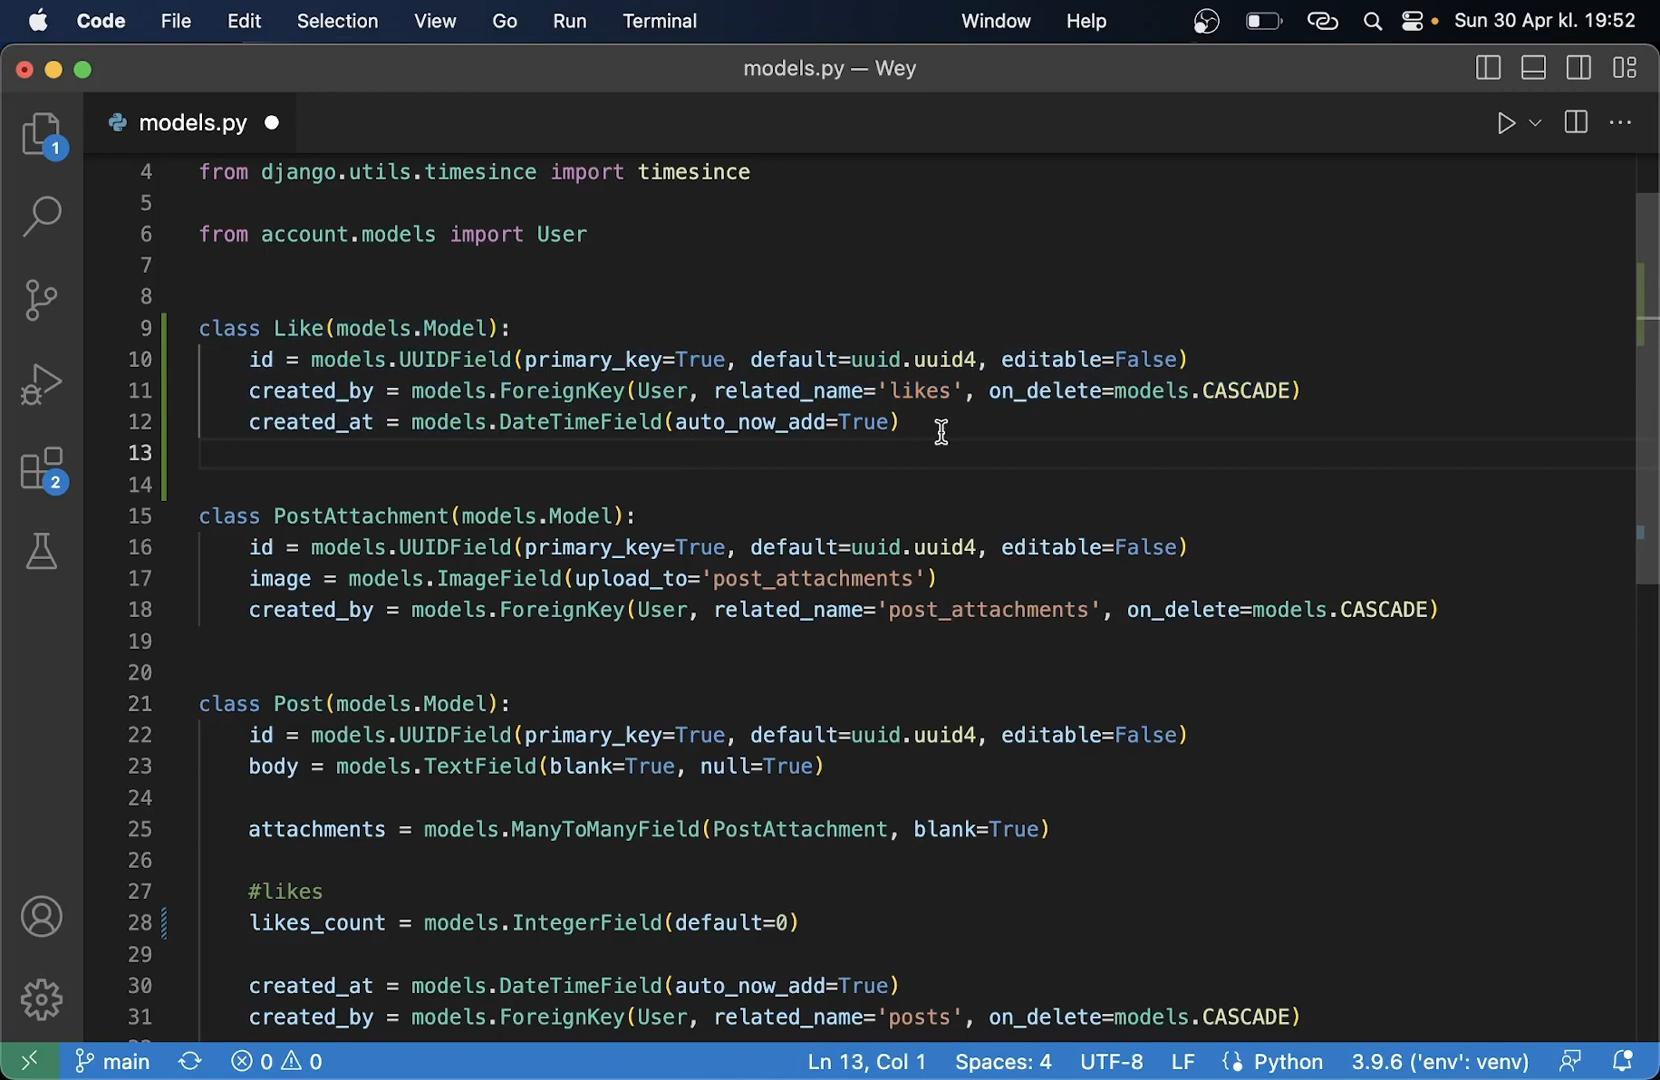 Code File Edit Selection View Go Run Terminal Window Help Sun 30 Apr kl. 19:52
models.py — Wey
models.py
1
2
4 from django.utils.timesince import timesince
5
6 from account.models import User
7
8
9 class Like(models.Model):
10 id = models.UUIDField(primary_key=True, default=uuid.uuid4, editable=False)
11 created_by = models.ForeignKey(User, related_name='likes', on_delete=models.CASCADE)
12 created_at = models.DateTimeField(auto_now_add=True)
13
14
15 class PostAttachment(models.Model):
16 id = models.UUIDField(primary_key=True, default=uuid.uuid4, editable=False)
17 image = models.ImageField(upload_to='post_attachments')
18 created_by = models.ForeignKey(User, related_name='post_attachments', on_delete=models.CASCADE)
19
20
21 class Post(models.Model):
22 id = models.UUIDField(primary_key=True, default=uuid.uuid4, editable=False)
23 body = models.TextField(blank=True, null=True)
24
25 attachments = models.ManyToManyField(PostAttachment, blank=True)
26
27 #likes
28 likes_count = models.IntegerField(default=0)
29
30 created_at = models.DateTimeField(auto_now_add=True)
31 created_by = models.ForeignKey(User, related_name='posts', on_delete=models.CASCADE)
main 0 0 Ln 13, Col 1 Spaces: 4 UTF-8 LF Python 3.9.6 ('env': venv)